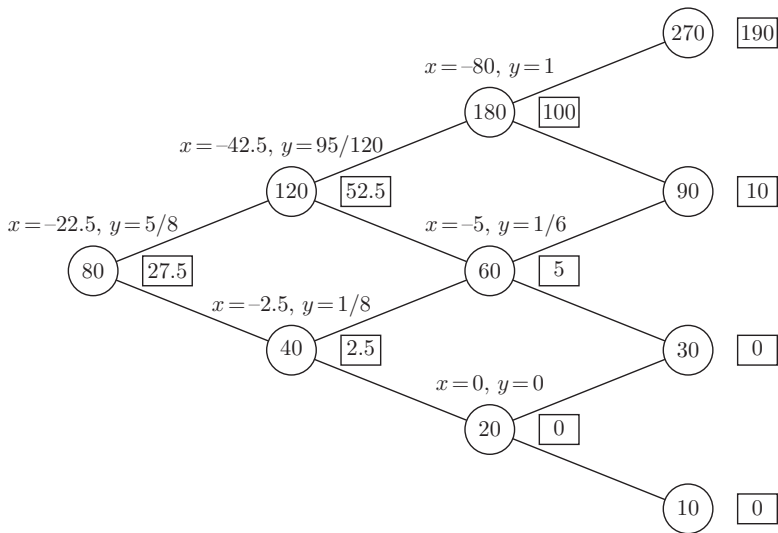 270 190
x=–80, y=1
180 100
x=–42.5, y=95/120
120 52.5
90 10
x=–22.5, y=5/8
x=–5, y=1/6
80 27.5
60 5
x=–2.5, y=1/8
40 2.5
30 0
x=0, y=0
20 0
10 0